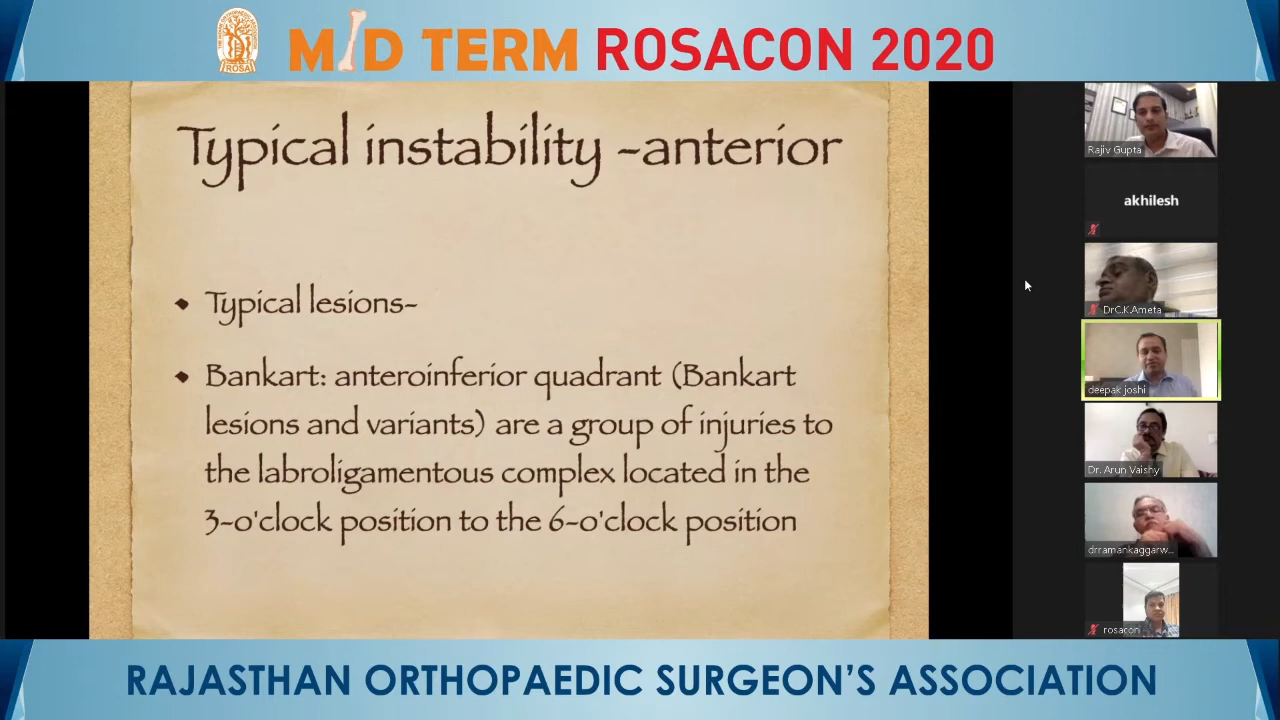 MID TERM ROSACON 2020
ROSA
Typical instability -anterior
• Typical lesions-
• Bankart: anteroinferior quadrant (Bankart
lesions and variants) are a group of injuries to
the labroligamentous complex located in the
3-o'clock position to the 6-o'clock position
Rajiv Gupta
akhilesh
DrC.K.Ameta
deepak joshi
Dr. Arun Vaishy
drramankaggarw...
rosacon
RAJASTHAN ORTHOPAEDIC SURGEON'S ASSOCIATION